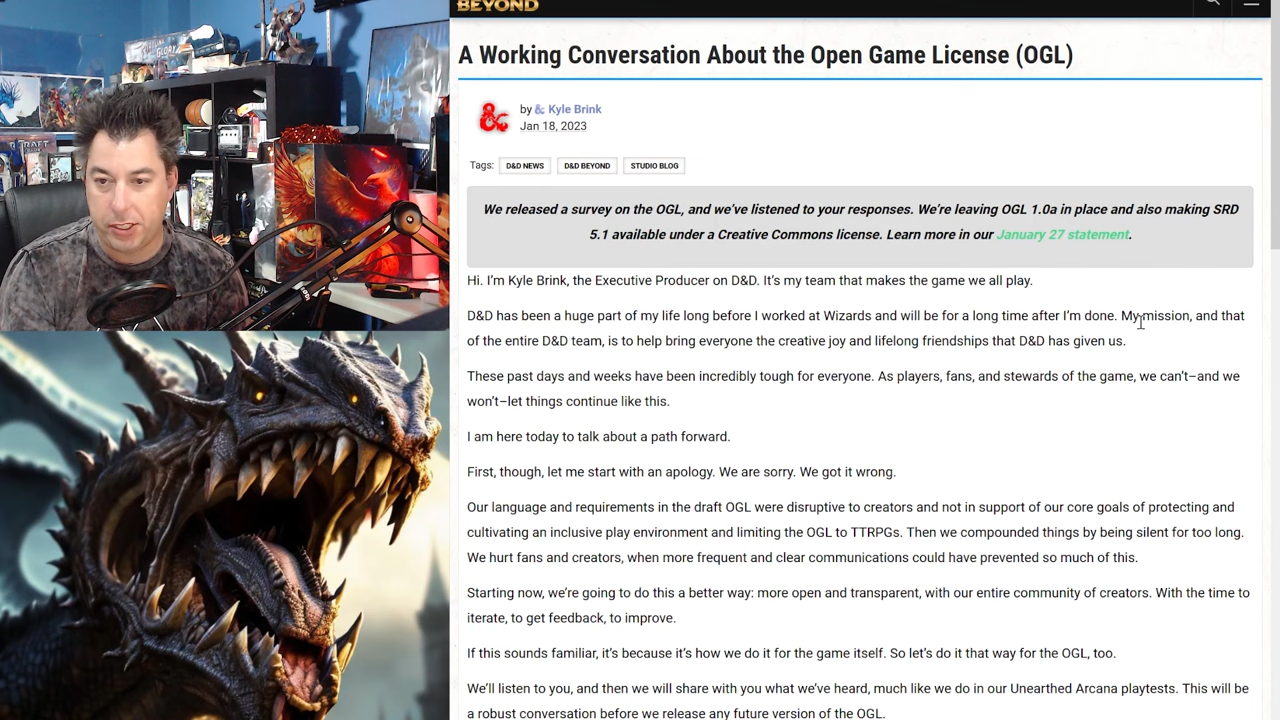 BEYOND
A Working Conversation About the Open Game License (OGL)
by & Kyle Brink
Jan 18, 2023
Tags: D&D NEWS D&D BEYOND STUDIO BLOG
We released a survey on the OGL, and we've listened to your responses. We're leaving OGL 1.0a in place and also making SRD
5.1 available under a Creative Commons license. Learn more in our January 27 statement.
Hi. I'm Kyle Brink, the Executive Producer on D&D. It's my team that makes the game we all play.
D&D has been a huge part of my life long before I worked at Wizards and will be for a long time after I'm done. My mission, and that
of the entire D&D team, is to help bring everyone the creative joy and lifelong friendships that D&D has given us.
These past days and weeks have been incredibly tough for everyone. As players, fans, and stewards of the game, we can't–and we
won't–let things continue like this.
I am here today to talk about a path forward.
First, though, let me start with an apology. We are sorry. We got it wrong.
Our language and requirements in the draft OGL were disruptive to creators and not in support of our core goals of protecting and
cultivating an inclusive play environment and limiting the OGL to TTRPGs. Then we compounded things by being silent for too long.
We hurt fans and creators, when more frequent and clear communications could have prevented so much of this.
Starting now, we're going to do this a better way: more open and transparent, with our entire community of creators. With the time to
iterate, to get feedback, to improve.
If this sounds familiar, it's because it's how we do it for the game itself. So let's do it that way for the OGL, too.
We'll listen to you, and then we will share with you what we've heard, much like we do in our Unearthed Arcana playtests. This will be
a robust conversation before we release any future version of the OGL.